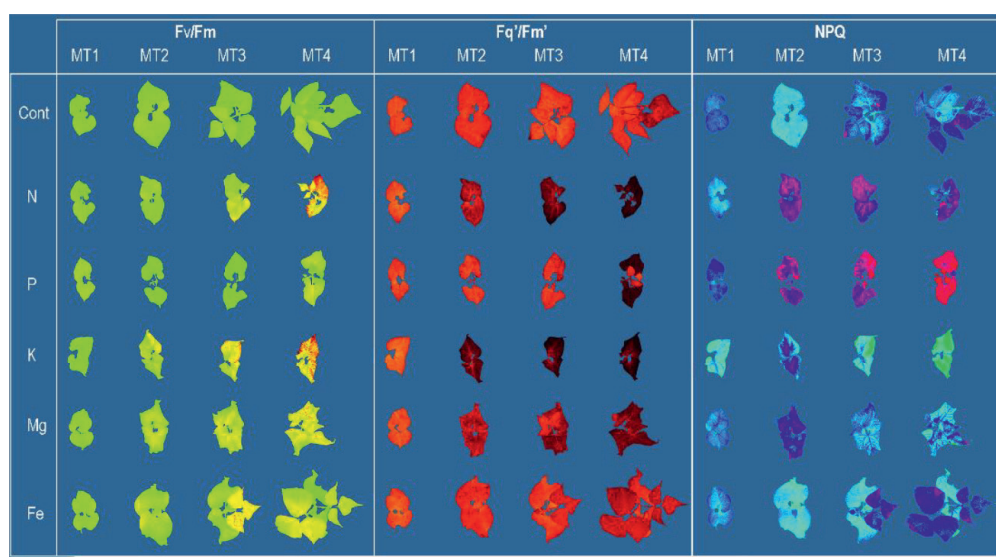 Fv/Fm Fq'/Fm' NPQ
MT1 MT2 MT3 MT4 MT1 MT2 MT3 MT4 MT1 MT2 MT3 MT4
Cont
N
P
K
Mg
Fe